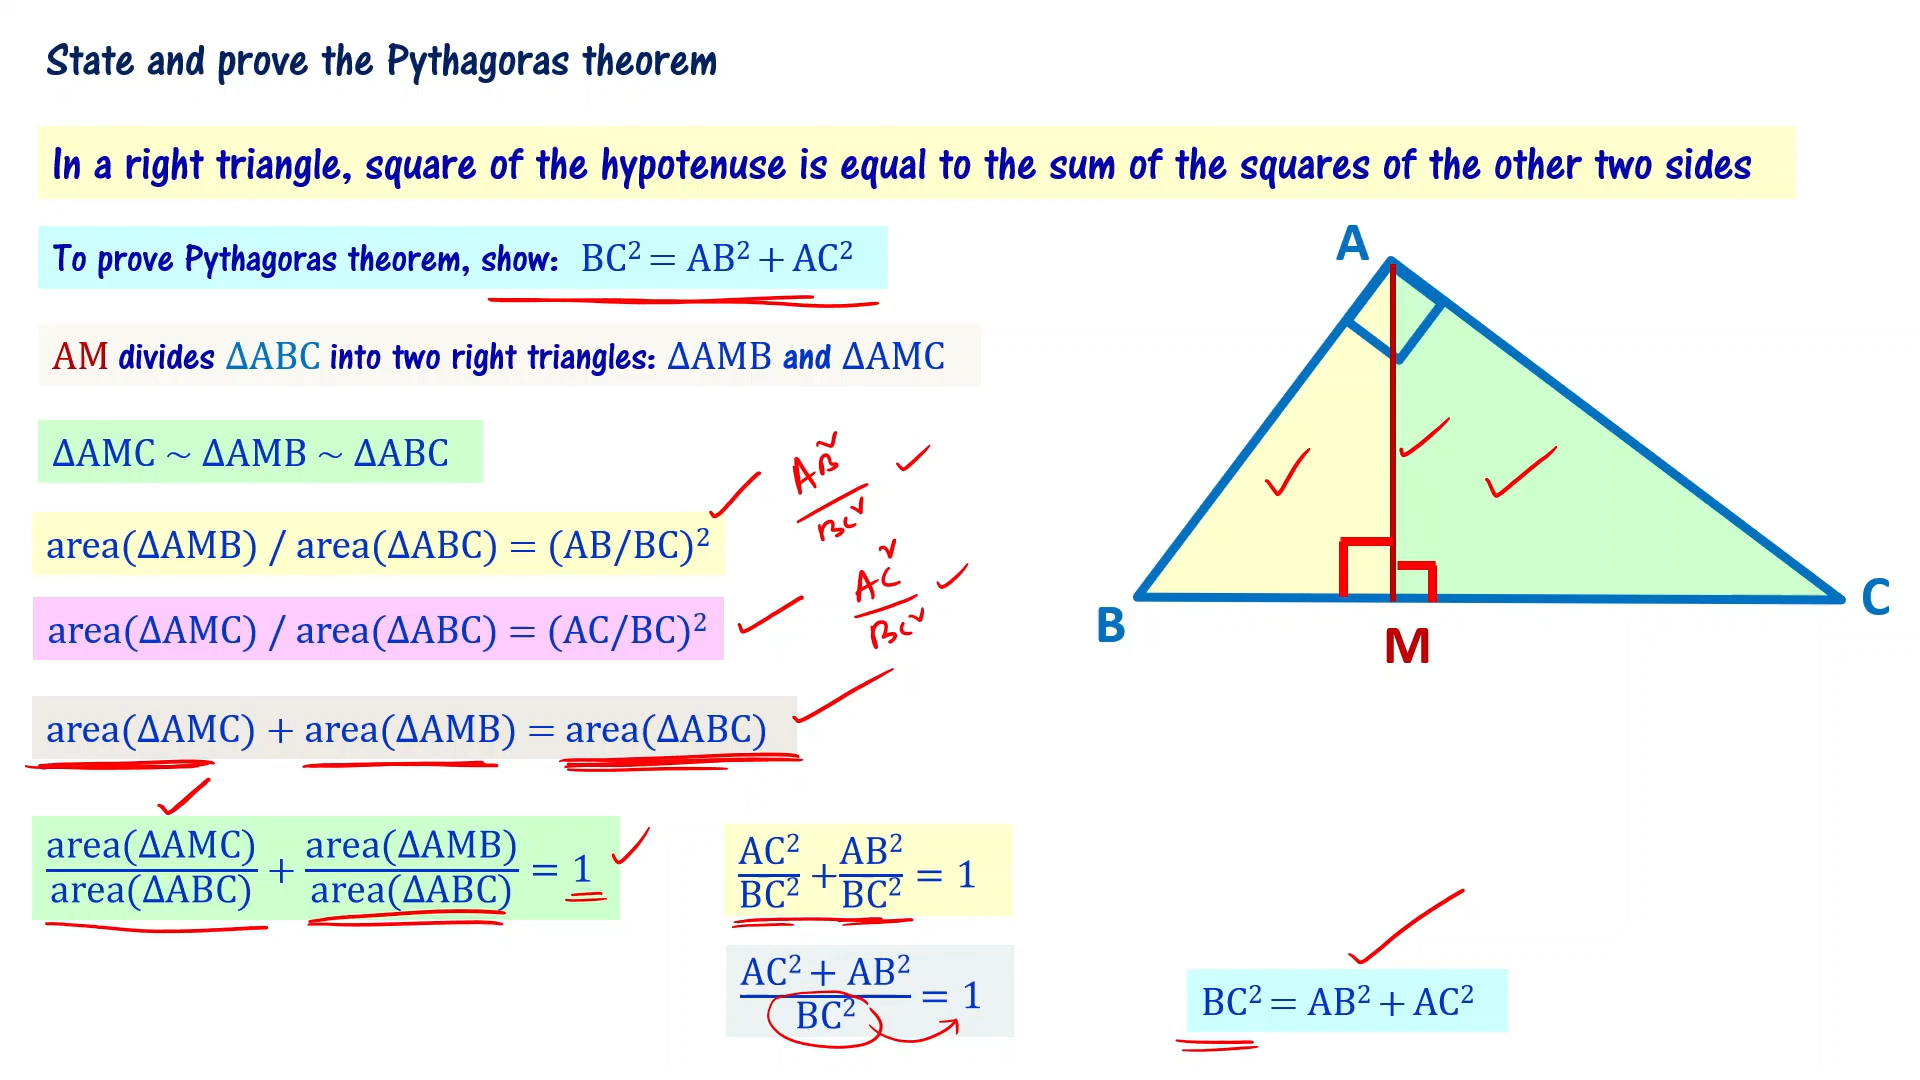 State and prove the Pythagoras theorem
In a right triangle, square of the hypotenuse is equal to the sum of the squares of the other two sides
To prove Pythagoras theorem, show: BC² = AB² + AC²
AM divides ΔABC into two right triangles: ΔAMB and ΔAMC
ΔAMC ~ ΔAMB ~ ΔABC
area(ΔAMB) / area(ΔABC) = (AB/BC)²
AB²/BC²
area(ΔAMC) / area(ΔABC) = (AC/BC)²
AC²/BC²
area(ΔAMC) + area(ΔAMB) = area(ΔABC)
area(ΔAMC)/area(ΔABC) + area(ΔAMB)/area(ΔABC) = 1
AC²/BC² + AB²/BC² = 1
AC² + AB²/BC² = 1
BC² = AB² + AC²
A
B
M
C